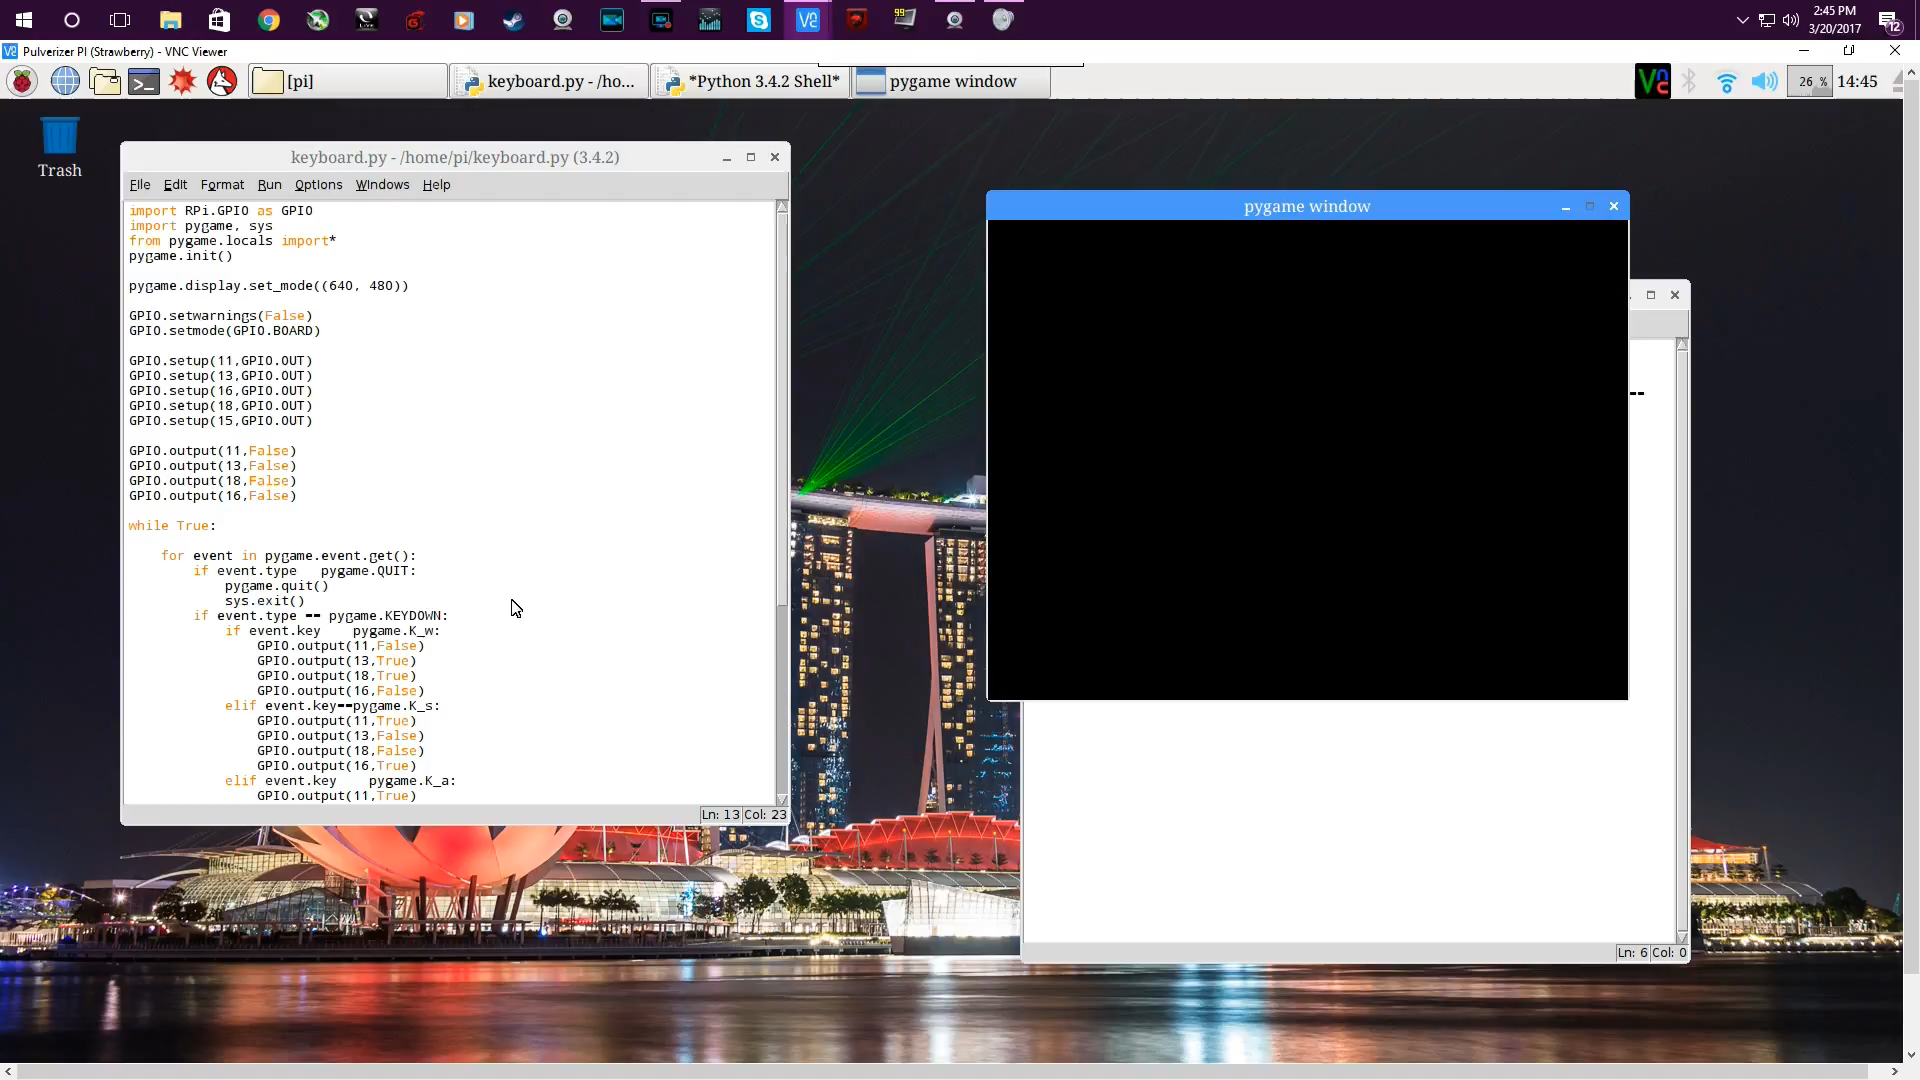 2:45 PM
3/20/2017
12
Pulverizer PI (Strawberry) - VNC Viewer
[pi]
keyboard.py - /ho...
*Python 3.4.2 Shell*
pygame window
26 %
14:45
Trash
keyboard.py - /home/pi/keyboard.py (3.4.2)
File Edit Format Run Options Windows Help
import RPi.GPIO as GPIO
import pygame, sys
from pygame.locals import*
pygame.init()
pygame.display.set_mode((640, 480))
GPIO.setwarnings(False)
GPIO.setmode(GPIO.BOARD)
GPIO.setup(11,GPIO.OUT)
GPIO.setup(13,GPIO.OUT)
GPIO.setup(16,GPIO.OUT)
GPIO.setup(18,GPIO.OUT)
GPIO.setup(15,GPIO.OUT)
GPIO.output(11,False)
GPIO.output(13,False)
GPIO.output(18,False)
GPIO.output(16,False)
while True:
for event in pygame.event.get():
if event.type pygame.QUIT:
pygame.quit()
sys.exit()
if event.type == pygame.KEYDOWN:
if event.key pygame.K_w:
GPIO.output(11,False)
GPIO.output(13,True)
GPIO.output(18,True)
GPIO.output(16,False)
elif event.key==pygame.K_s:
GPIO.output(11,True)
GPIO.output(13,False)
GPIO.output(18,False)
GPIO.output(16,True)
elif event.key pygame.K_a:
GPIO.output(11,True)
Ln: 13 Col: 23
pygame window
Ln: 6 Col: 0